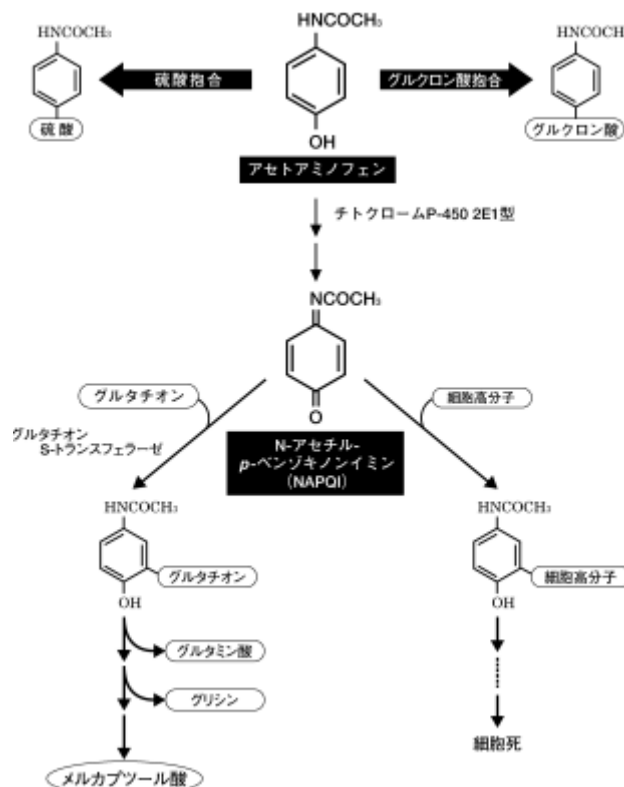 HNCOCH₃
HNCOCH₃
HNCOCH₃
硫酸抱合
グルクロン酸抱合
硫酸
グルクロン酸
OH
アセトアミノフェン
チトクロームP-450 2E1型
NCOCH₃
O
グルタチオン
細胞高分子
グルタチオン
S-トランスフェラーゼ
N-アセチル-
p-ベンゾキノンイミン
(NAPQI)
HNCOCH₃
HNCOCH₃
グルタチオン
細胞高分子
OH
OH
グルタミン酸
グリシン
細胞死
メルカプツール酸